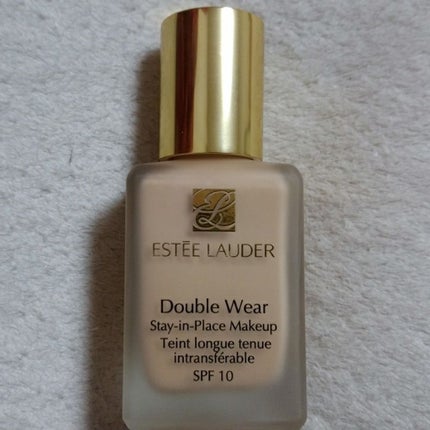 ESTĒE LAUDER
Double Wear
Stay-in-Place Makeup
Teint longue tenue
intransférable
SPF 10